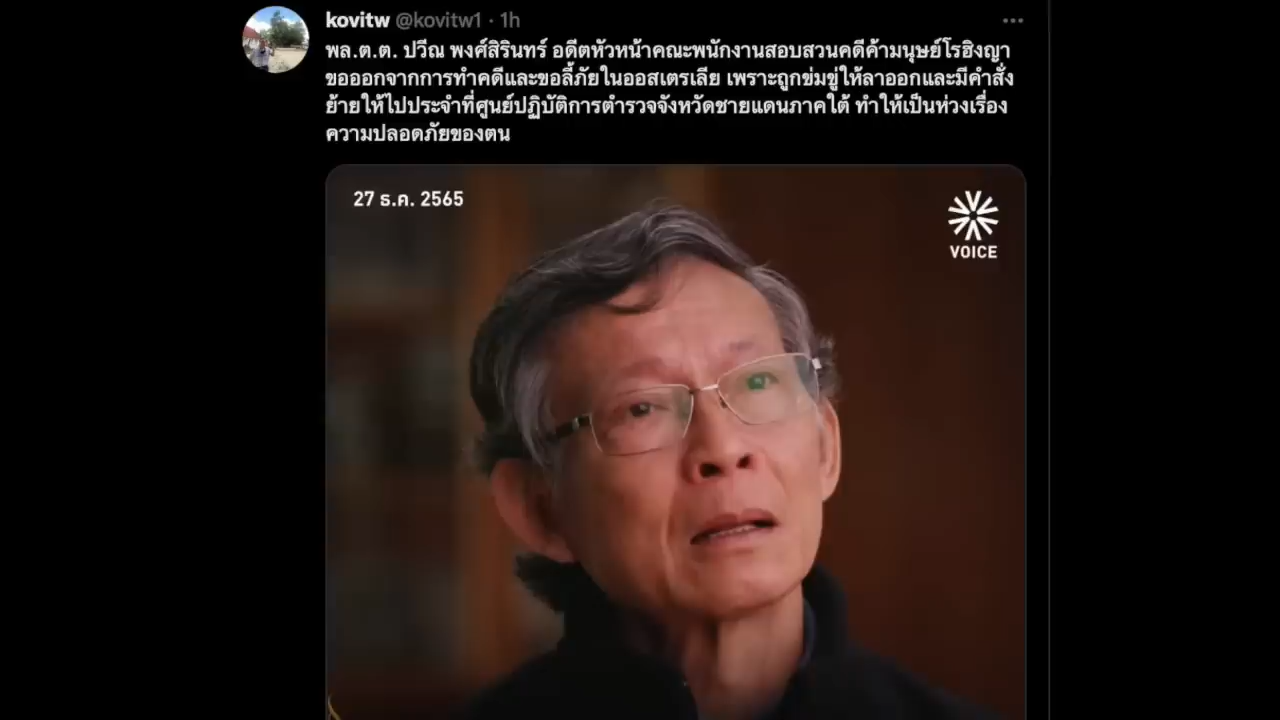 kovitw @kovitw1 · 1h
พล.ต.ต. ปวีณ พงศ์สิรินทร์ อดีตหัวหน้าคณะพนักงานสอบสวนคดีค้ามนุษย์โรฮิงญา
ขอออกจากการทำคดีและขอลี้ภัยในออสเตรเลีย เพราะถูกข่มขู่ให้ลาออกและมีคำสั่ง
ย้ายให้ไปประจำที่ศูนย์ปฏิบัติการตำรวจจังหวัดชายแดนภาคใต้ ทำให้เป็นห่วงเรื่อง
ความปลอดภัยของตน
27 ธ.ค. 2565
VOICE